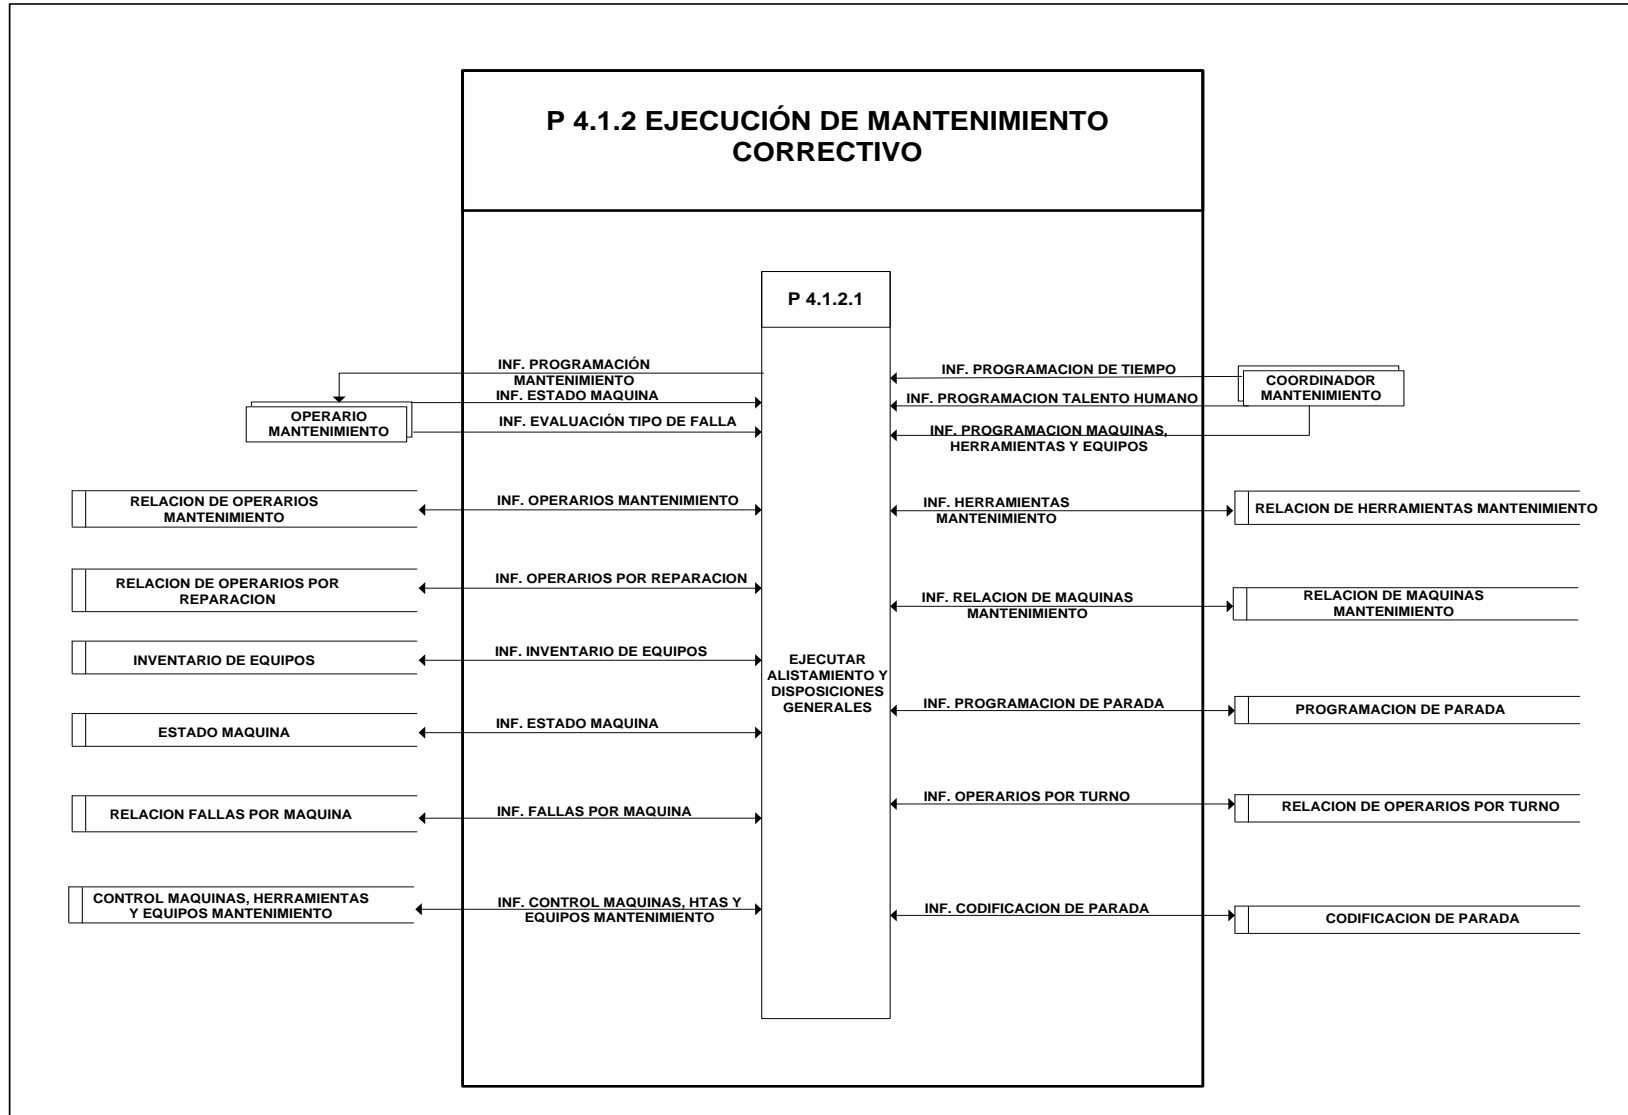 P 4.1.2 EJECUCIÓN DE MANTENIMIENTO
CORRECTIVO
P 4.1.2.1
INF. PROGRAMACIÓN
MANTENIMIENTO
INF. ESTADO MAQUINA
OPERARIO
MANTENIMIENTO
INF. EVALUACIÓN TIPO DE FALLA
INF. PROGRAMACION DE TIEMPO
COORDINADOR
MANTENIMIENTO
INF. PROGRAMACION TALENTO HUMANO
INF. PROGRAMACION MAQUINAS,
HERRAMIENTAS Y EQUIPOS
RELACION DE OPERARIOS
MANTENIMIENTO
INF. OPERARIOS MANTENIMIENTO
INF. HERRAMIENTAS
MANTENIMIENTO
RELACION DE HERRAMIENTAS MANTENIMIENTO
RELACION DE OPERARIOS POR
REPARACION
INF. OPERARIOS POR REPARACION
INF. RELACION DE MAQUINAS
MANTENIMIENTO
RELACION DE MAQUINAS
MANTENIMIENTO
INVENTARIO DE EQUIPOS
INF. INVENTARIO DE EQUIPOS
EJECUTAR
ALISTAMIENTO Y
DISPOSICIONES
GENERALES
INF. PROGRAMACION DE PARADA
PROGRAMACION DE PARADA
ESTADO MAQUINA
INF. ESTADO MAQUINA
INF. OPERARIOS POR TURNO
RELACION DE OPERARIOS POR TURNO
RELACION FALLAS POR MAQUINA
INF. FALLAS POR MAQUINA
CONTROL MAQUINAS, HERRAMIENTAS
Y EQUIPOS MANTENIMIENTO
INF. CONTROL MAQUINAS, HTAS Y
EQUIPOS MANTENIMIENTO
INF. CODIFICACION DE PARADA
CODIFICACION DE PARADA